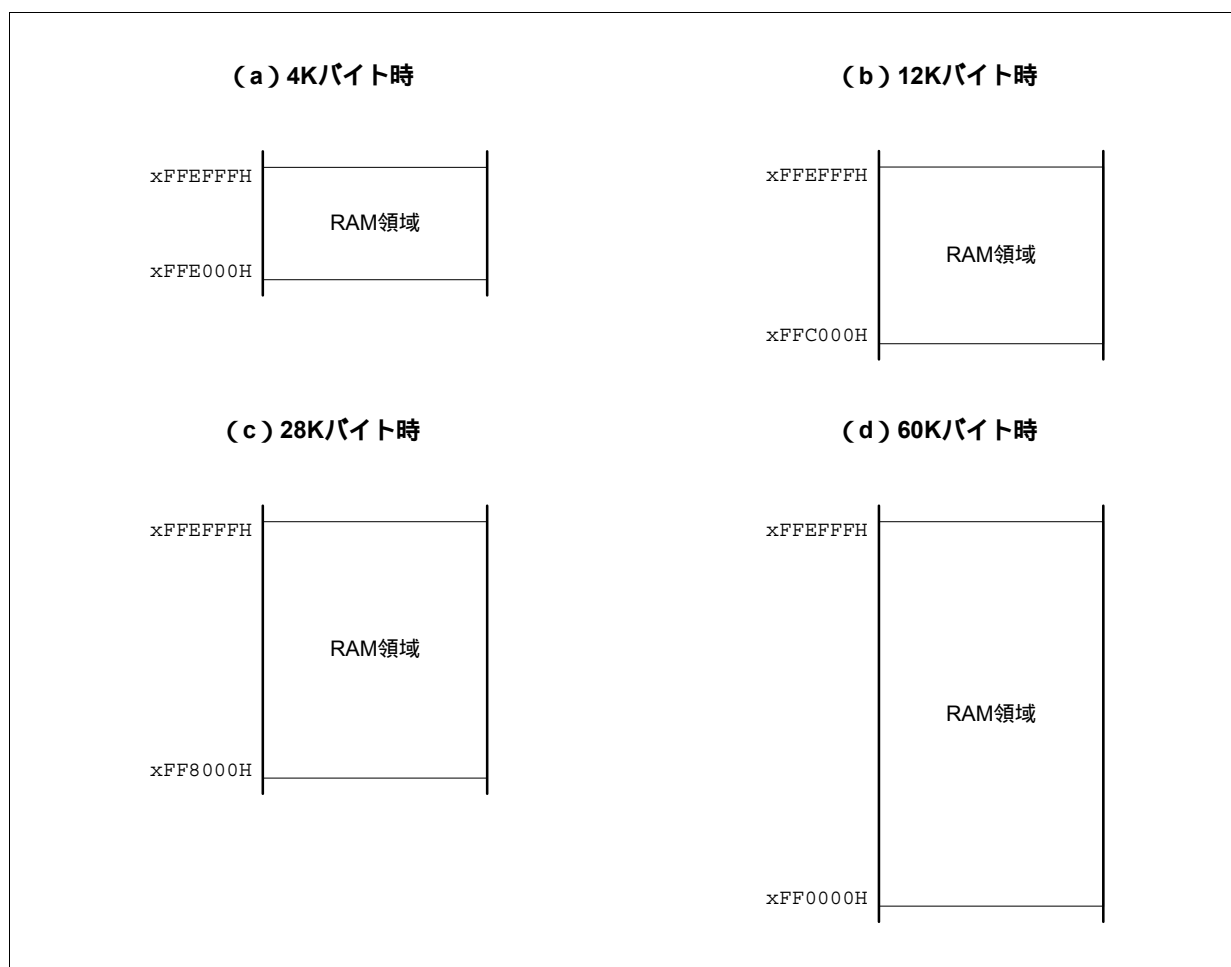 （a）4Kバイト時
xFFEFFFH
RAM領域
xFFE000H
（b）12Kバイト時
xFFEFFFH
RAM領域
xFFC000H
（c）28Kバイト時
xFFEFFFH
RAM領域
xFF8000H
（d）60Kバイト時
xFFEFFFH
RAM領域
xFF0000H